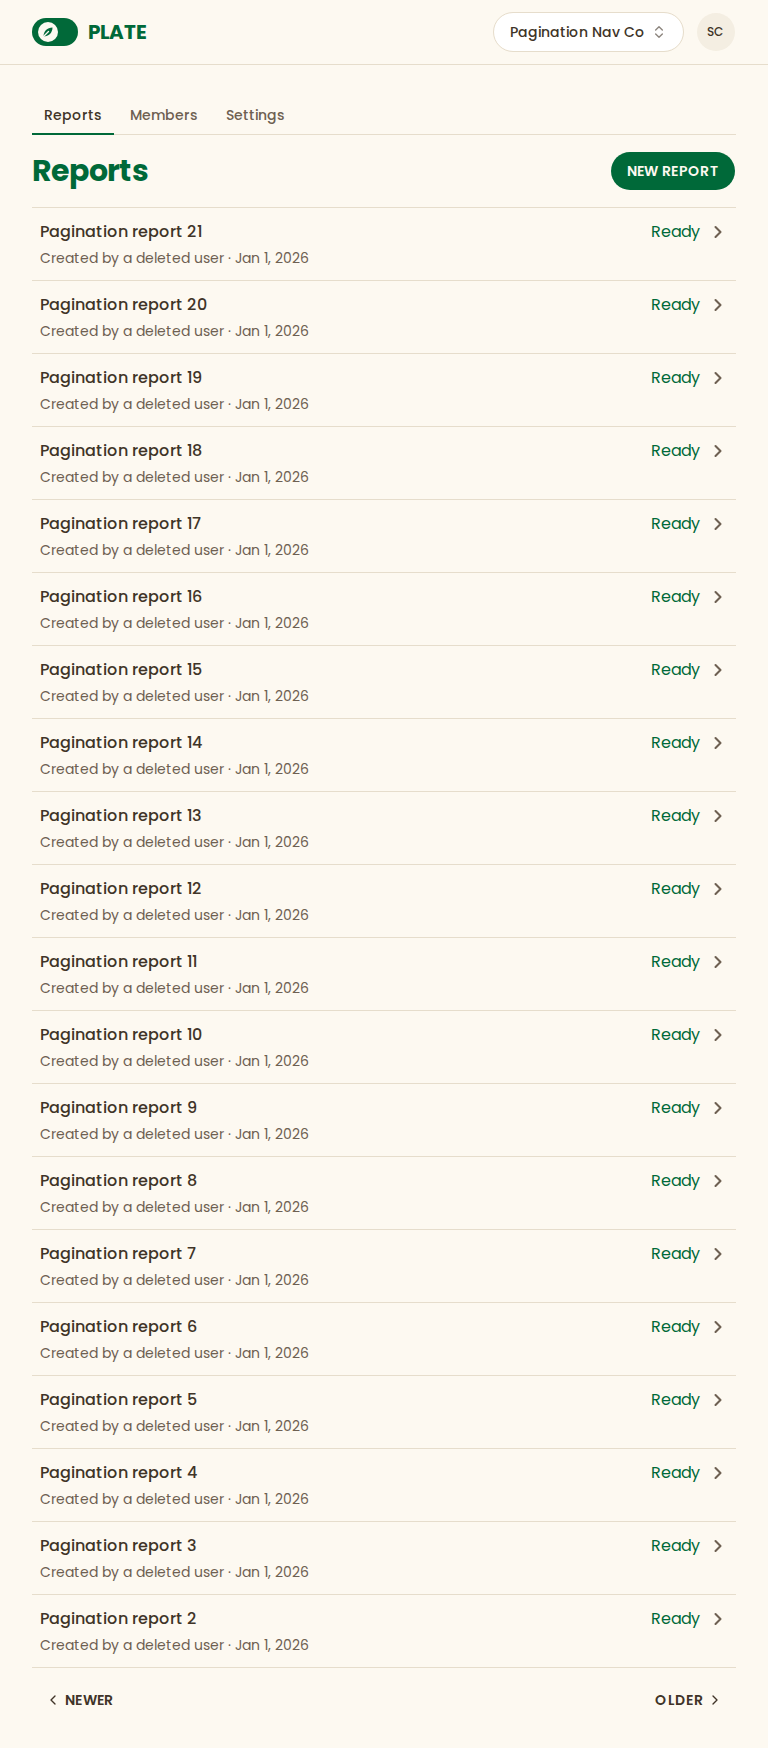 PLATE
Pagination Nav Co
SC
Reports
Members
Settings
Reports
NEW REPORT
Pagination report 21
Ready
Created by a deleted user · Jan 1, 2026
Pagination report 20
Ready
Created by a deleted user · Jan 1, 2026
Pagination report 19
Ready
Created by a deleted user · Jan 1, 2026
Pagination report 18
Ready
Created by a deleted user · Jan 1, 2026
Pagination report 17
Ready
Created by a deleted user · Jan 1, 2026
Pagination report 16
Ready
Created by a deleted user · Jan 1, 2026
Pagination report 15
Ready
Created by a deleted user · Jan 1, 2026
Pagination report 14
Ready
Created by a deleted user · Jan 1, 2026
Pagination report 13
Ready
Created by a deleted user · Jan 1, 2026
Pagination report 12
Ready
Created by a deleted user · Jan 1, 2026
Pagination report 11
Ready
Created by a deleted user · Jan 1, 2026
Pagination report 10
Ready
Created by a deleted user · Jan 1, 2026
Pagination report 9
Ready
Created by a deleted user · Jan 1, 2026
Pagination report 8
Ready
Created by a deleted user · Jan 1, 2026
Pagination report 7
Ready
Created by a deleted user · Jan 1, 2026
Pagination report 6
Ready
Created by a deleted user · Jan 1, 2026
Pagination report 5
Ready
Created by a deleted user · Jan 1, 2026
Pagination report 4
Ready
Created by a deleted user · Jan 1, 2026
Pagination report 3
Ready
Created by a deleted user · Jan 1, 2026
Pagination report 2
Ready
Created by a deleted user · Jan 1, 2026
NEWER
OLDER